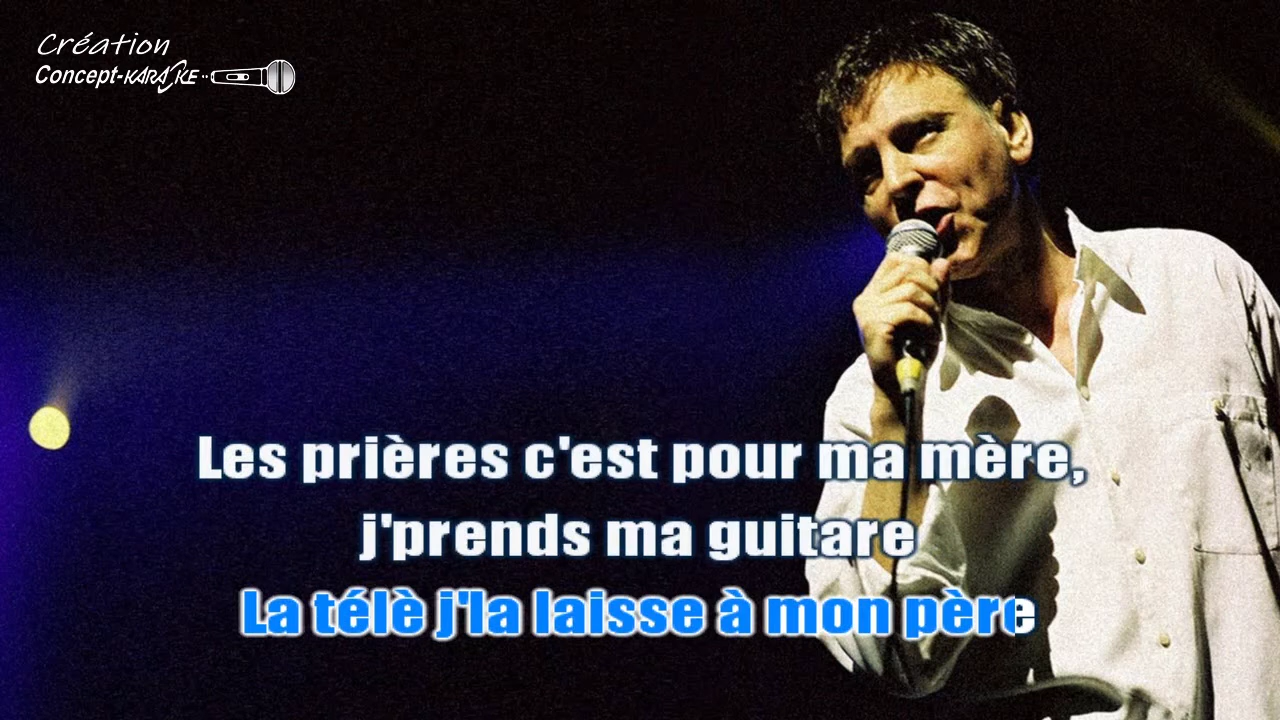 Création
Concept-KARAOKE
Les prières c'est pour ma mère,
j'prends ma guitare
La télè j'la laisse à mon père